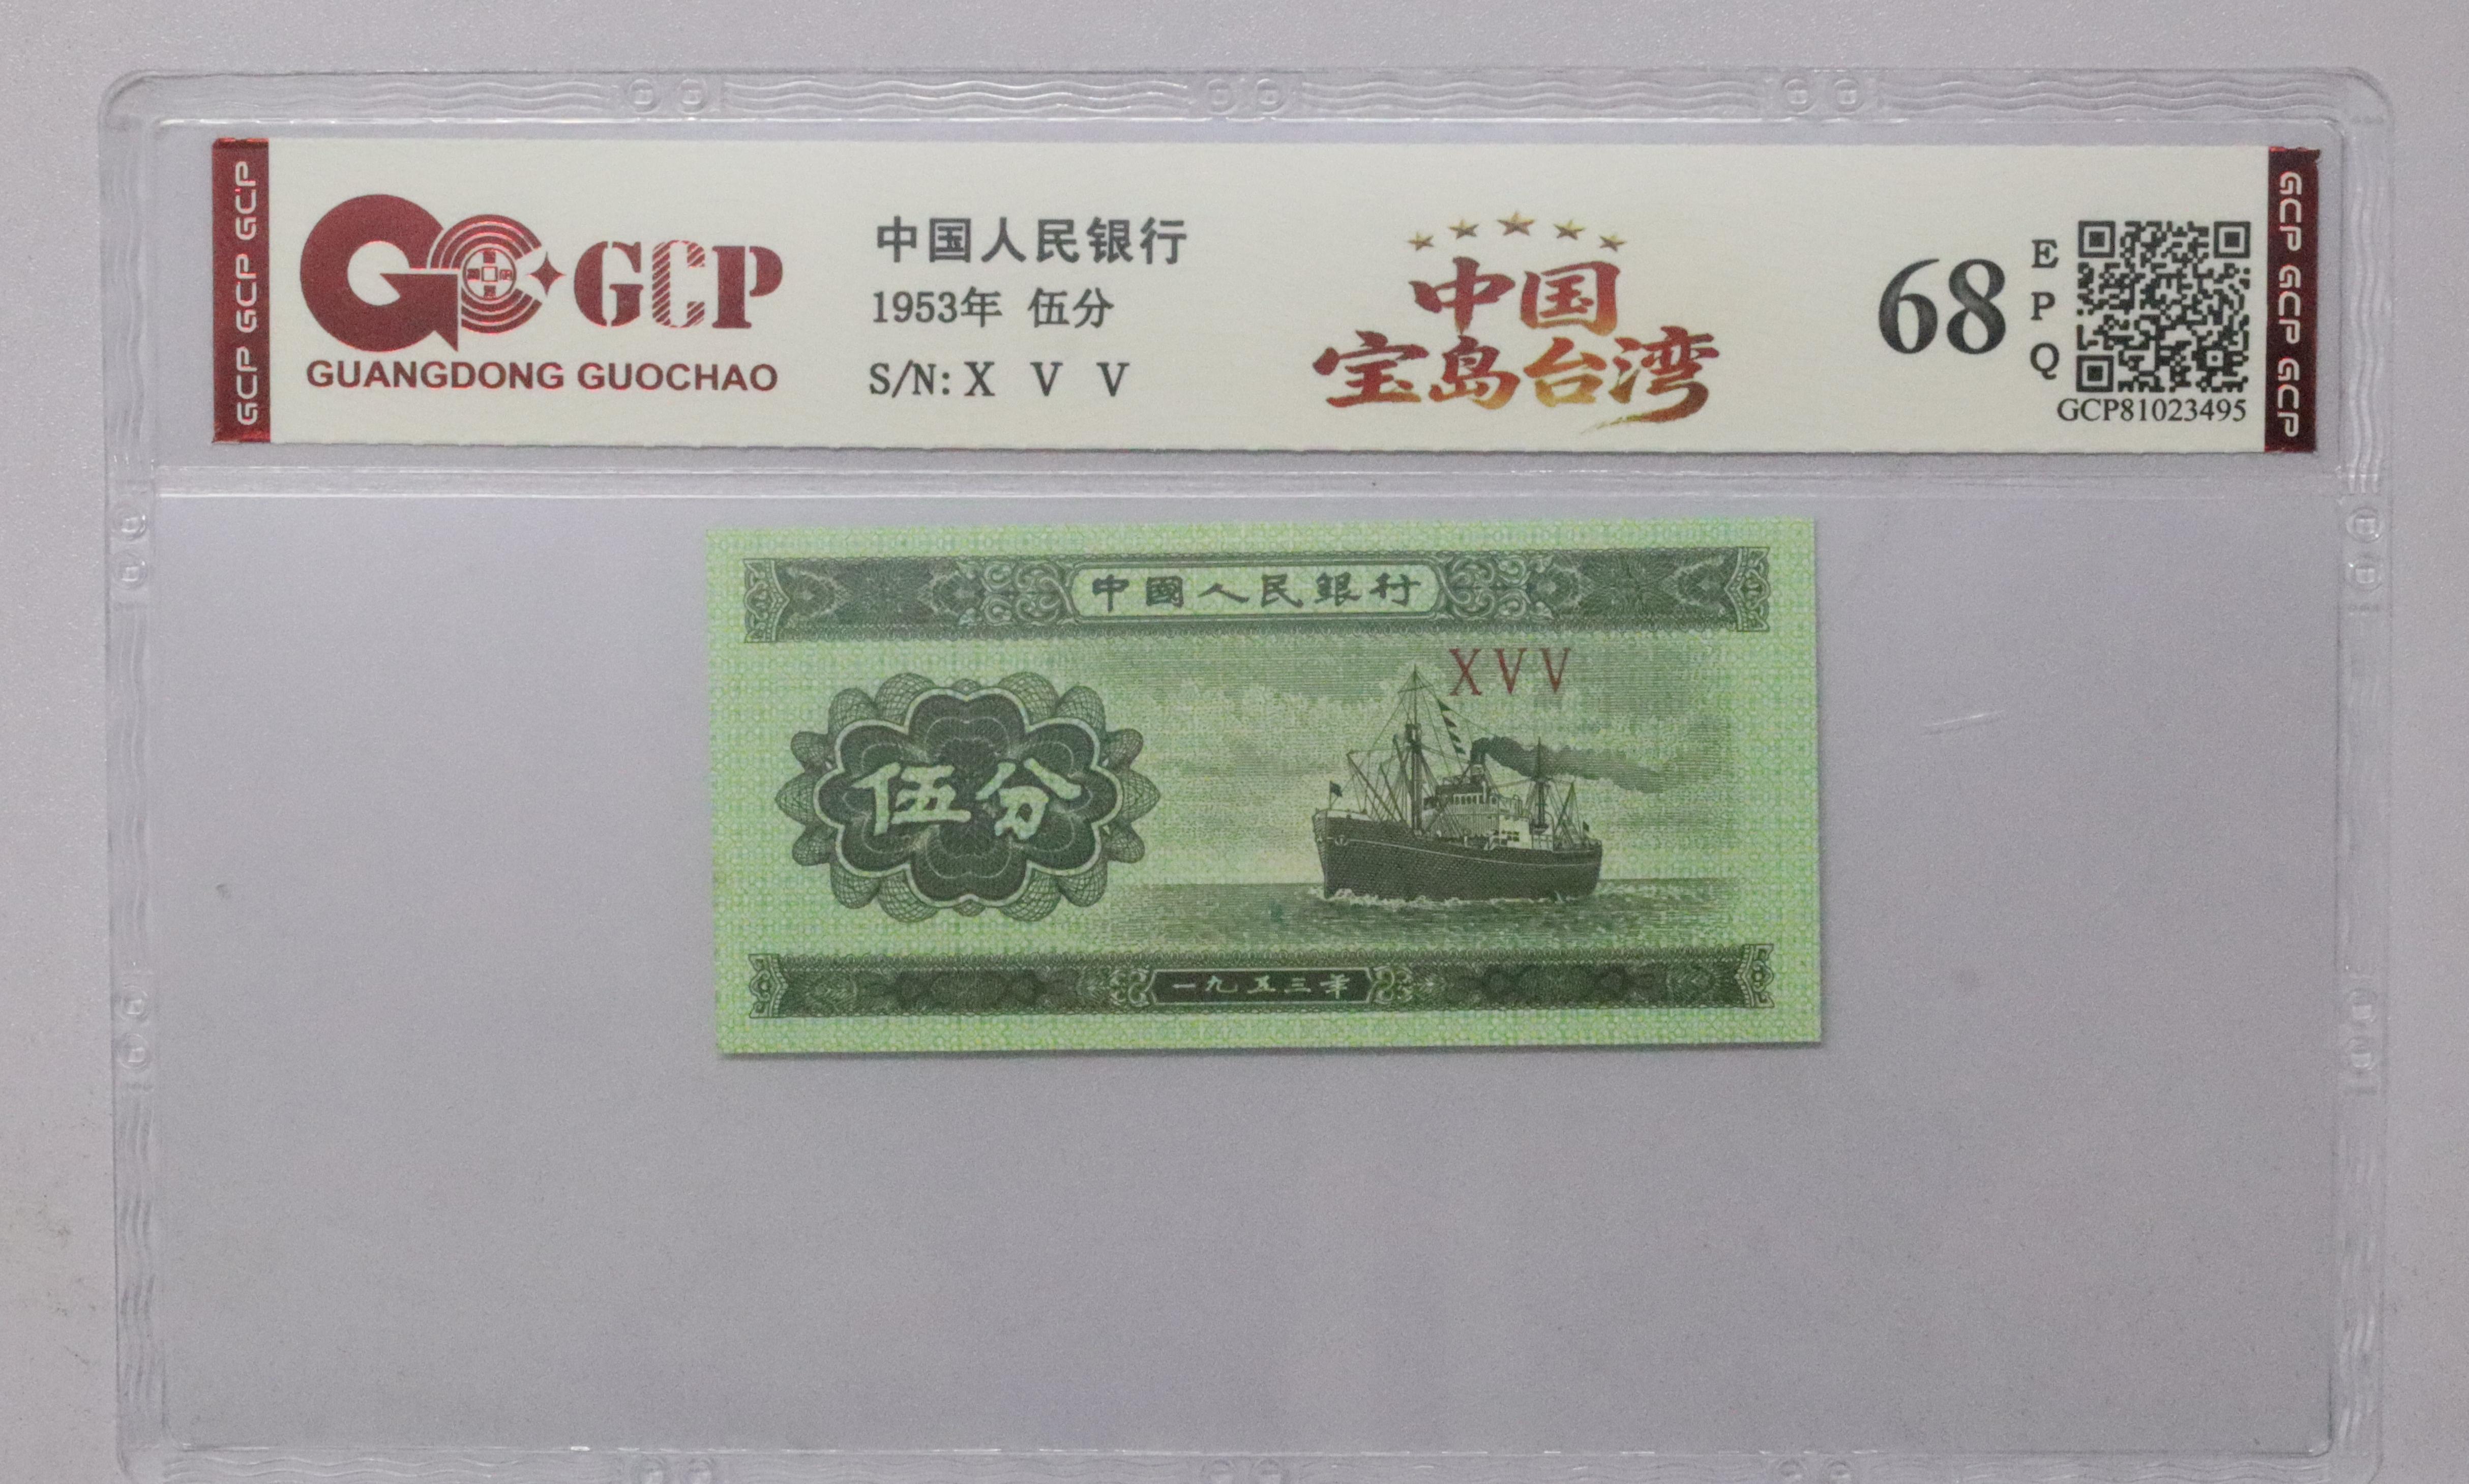 GCP GCP GCP
GCP
GUANGDONG GUOCHAO
中国人民银行
1953年 伍分
S/N: X V V
中国
宝岛台湾
68
E
P
Q
GCP81023495
GCP GCP GCP
中國人民銀行
XVV
伍分
一九五三年